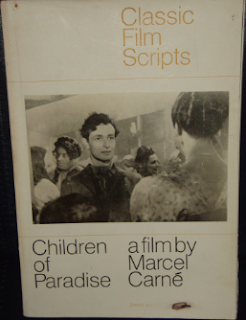 Classic
Film
Scripts
Children
of
Paradise
a film by
Marcel
Carné